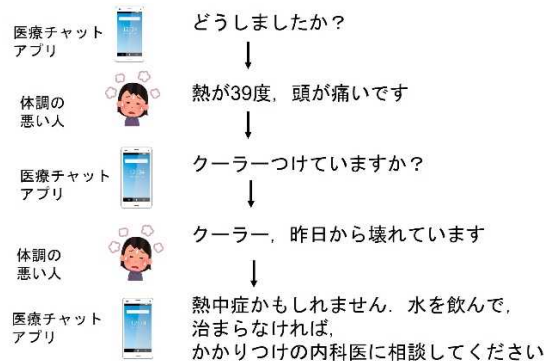 医療チャット
アプリ
どうしましたか？
体調の
悪い人
熱が39度，頭が痛いです
医療チャット
アプリ
クーラーつけていますか？
体調の
悪い人
クーラー，昨日から壊れています
医療チャット
アプリ
熱中症かもしれません．水を飲んで，
治まらなければ，
かかりつけの内科医に相談してください